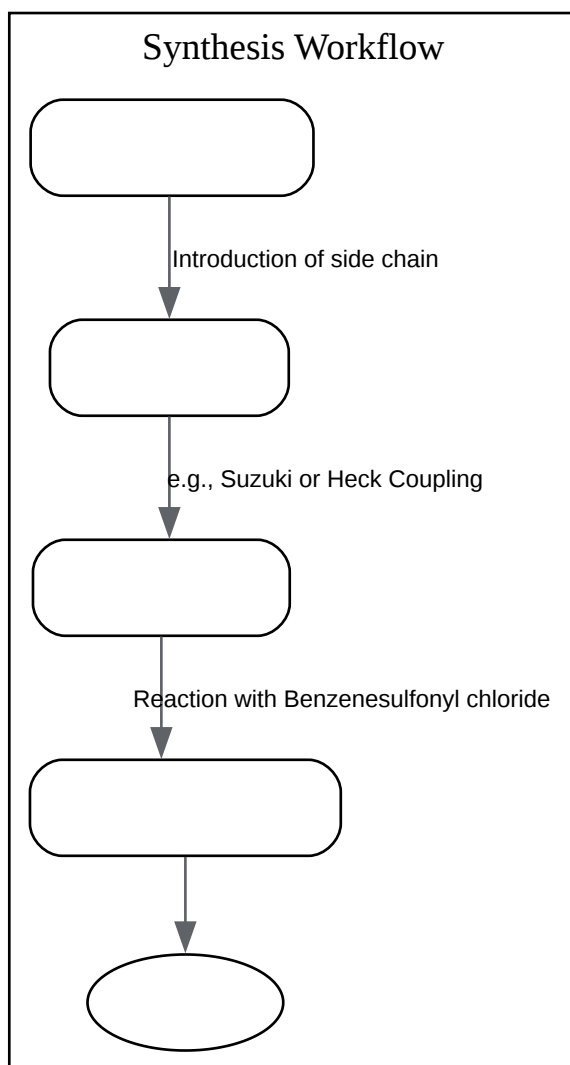 Synthesis Workflow
Introduction of side chain
e.g., Suzuki or Heck Coupling
Reaction with Benzenesulfonyl chloride